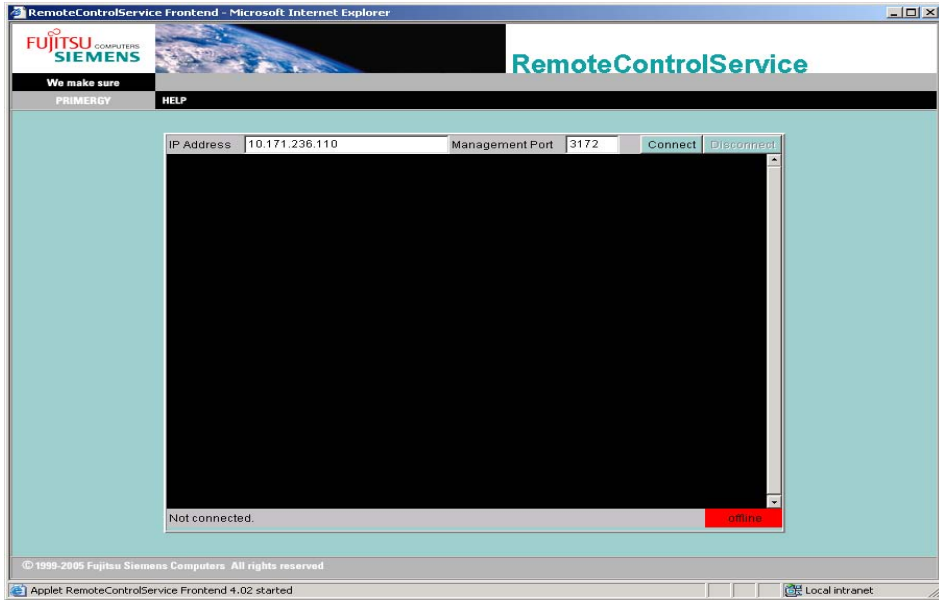 RemoteControlService Frontend - Microsoft Internet Explorer
FUJITSU COMPUTERS
SIEMENS
RemoteControlService
We make sure
PRIMERGY
HELP
IP Address 10.171.236.110 Management Port 3172 Connect Disconnect
Not connected. offline
© 1999-2005 Fujitsu Siemens Computers All rights reserved
Applet RemoteControlService Frontend 4.02 started Local intranet